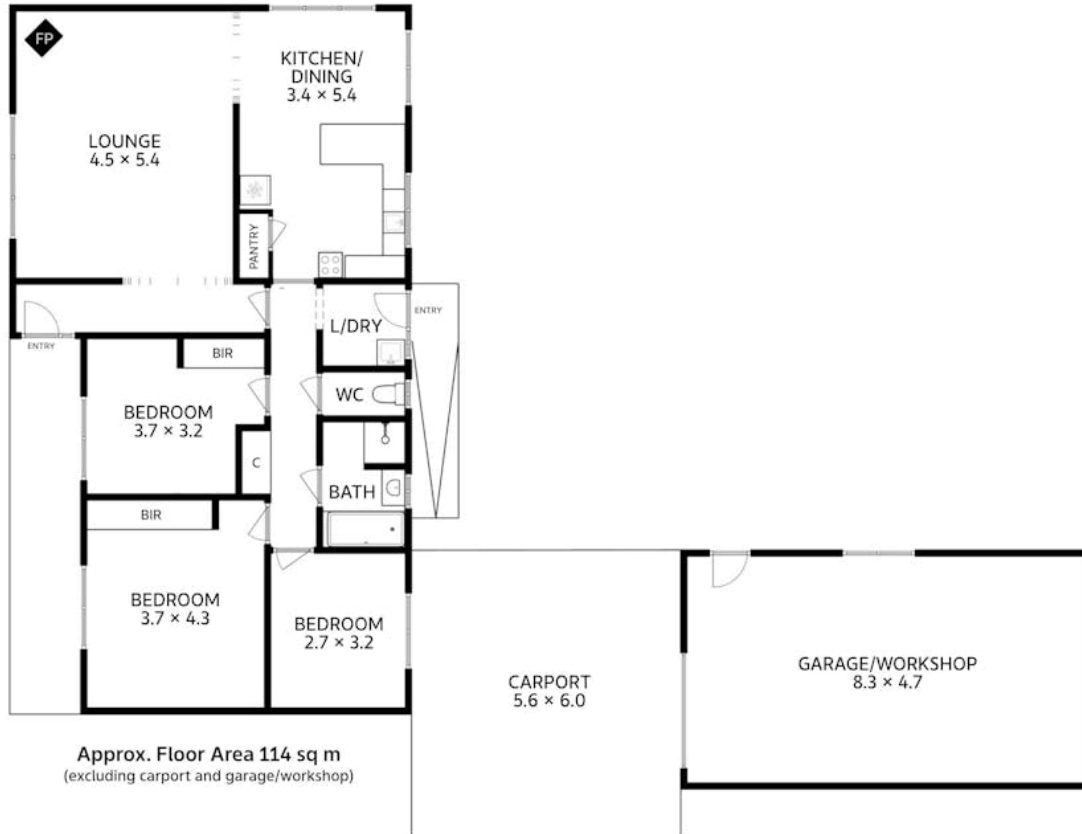 FP
KITCHEN/
DINING
3.4 × 5.4
LOUNGE
4.5 × 5.4
PANTRY
L/DRY
ENTRY
ENTRY
BIR
WC
BEDROOM
3.7 × 3.2
C
BATH
BIR
BEDROOM
3.7 × 4.3
BEDROOM
2.7 × 3.2
CARPORT
5.6 × 6.0
GARAGE/WORKSHOP
8.3 × 4.7
Approx. Floor Area 114 sq m
(excluding carport and garage/workshop)